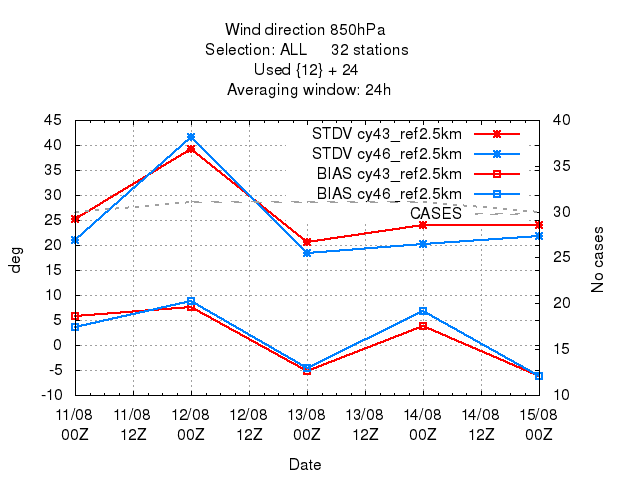 Wind direction 850hPa
Selection: ALL 32 stations
Used {12} + 24
Averaging window: 24h
45 40
40
35
30
25
20
15
10
5
0
-5
-10
deg
STDV cy43_ref2.5km
STDV cy46_ref2.5km
BIAS cy43_ref2.5km
BIAS cy46_ref2.5km
CASES
35
30
25
20
15
10
No cases
11/08 11/08 12/08 12/08 13/08 13/08 14/08 14/08 15/08
00Z 12Z 00Z 12Z 00Z 12Z 00Z 12Z 00Z
Date